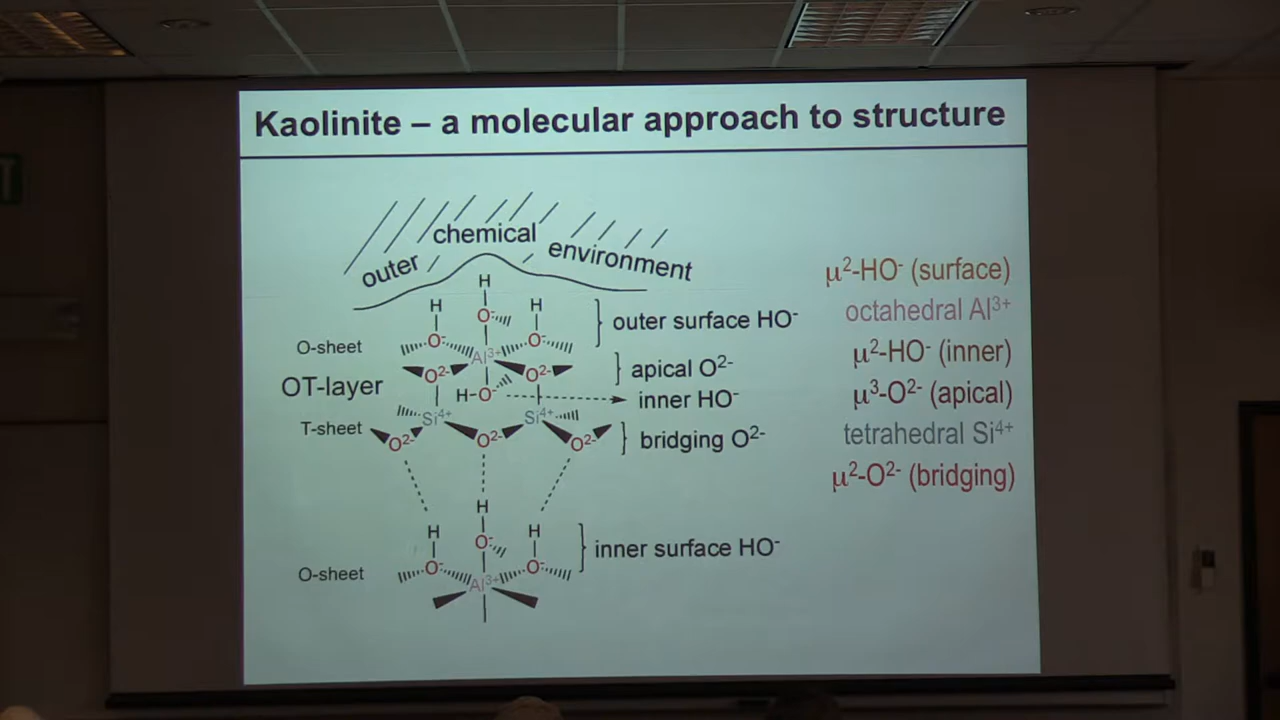 Kaolinite – a molecular approach to structure
outer chemical environment
H
H O⁻ H
O-sheet O⁻ Al³⁺ O⁻ outer surface HO⁻
OT-layer O²⁻ O²⁻ apical O²⁻
H-O⁻ inner HO⁻
Si⁴⁺ Si⁴⁺
T-sheet O²⁻ O²⁻ O²⁻ bridging O²⁻
H
H O⁻ H
O-sheet O⁻ Al³⁺ O⁻ inner surface HO⁻
μ²-HO⁻ (surface)
octahedral Al³⁺
μ²-HO⁻ (inner)
μ³-O²⁻ (apical)
tetrahedral Si⁴⁺
μ²-O²⁻ (bridging)